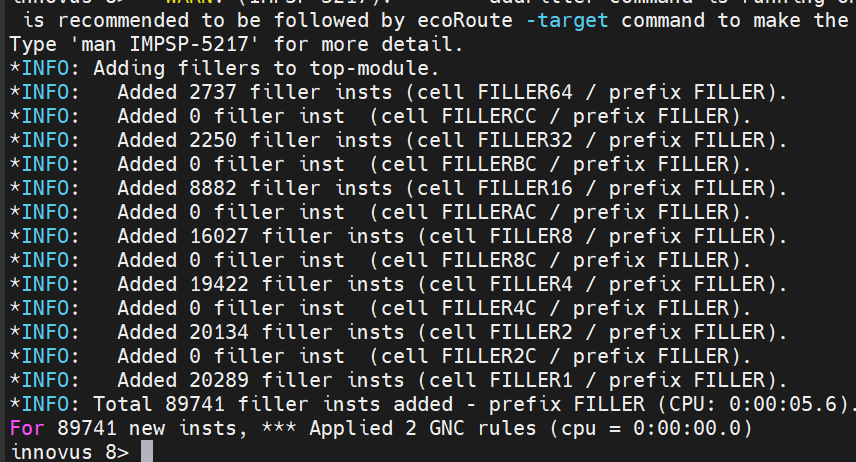 is recommended to be followed by ecoRoute -target command to make the
Type 'man IMPSP-5217' for more detail.
*INFO: Adding fillers to top-module.
*INFO:   Added 2737 filler insts (cell FILLER64 / prefix FILLER).
*INFO:   Added 0 filler inst  (cell FILLERCC / prefix FILLER).
*INFO:   Added 2250 filler insts (cell FILLER32 / prefix FILLER).
*INFO:   Added 0 filler inst  (cell FILLERBC / prefix FILLER).
*INFO:   Added 8882 filler insts (cell FILLER16 / prefix FILLER).
*INFO:   Added 0 filler inst  (cell FILLERAC / prefix FILLER).
*INFO:   Added 16027 filler insts (cell FILLER8 / prefix FILLER).
*INFO:   Added 0 filler inst  (cell FILLER8C / prefix FILLER).
*INFO:   Added 19422 filler insts (cell FILLER4 / prefix FILLER).
*INFO:   Added 0 filler inst  (cell FILLER4C / prefix FILLER).
*INFO:   Added 20134 filler insts (cell FILLER2 / prefix FILLER).
*INFO:   Added 0 filler inst  (cell FILLER2C / prefix FILLER).
*INFO:   Added 20289 filler insts (cell FILLER1 / prefix FILLER).
*INFO: Total 89741 filler insts added - prefix FILLER (CPU: 0:00:05.6).
For 89741 new insts, *** Applied 2 GNC rules (cpu = 0:00:00.0)
innovus 8>